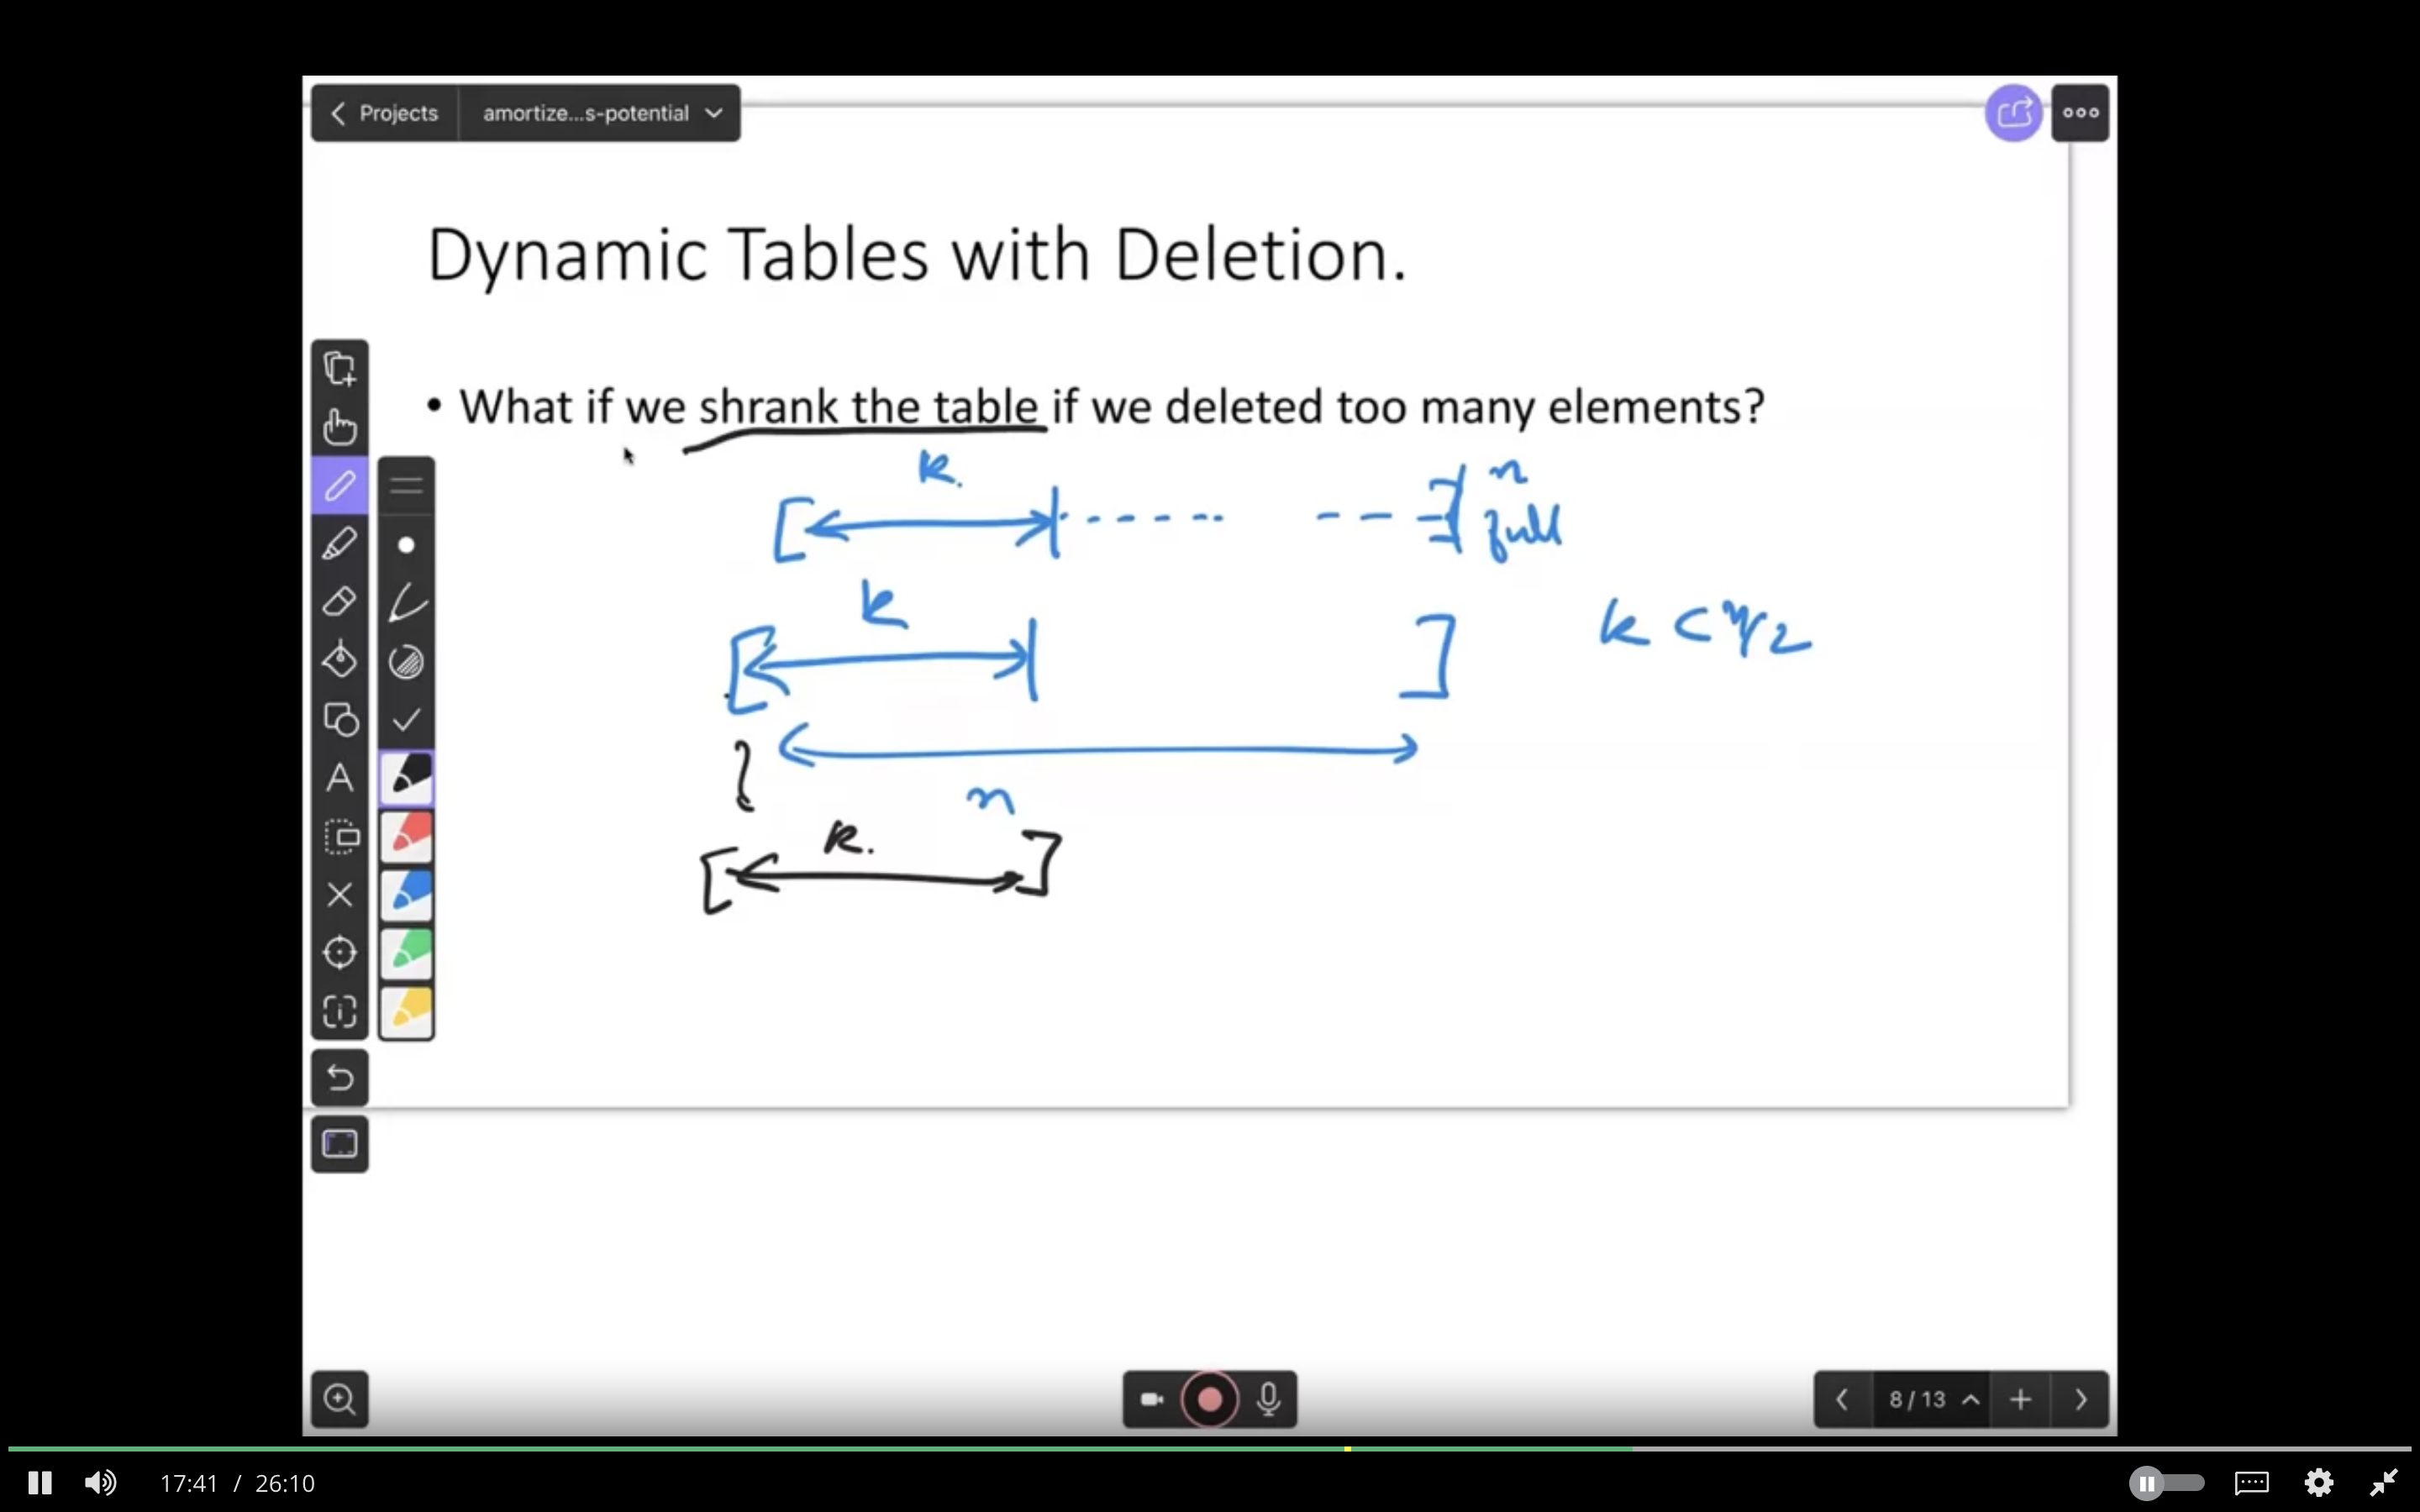 Projects amortize...s-potential
Dynamic Tables with Deletion.
• What if we shrank the table if we deleted too many elements?
k.
n
full
k
k < n/2
n
k.
8 / 13
17:41 / 26:10